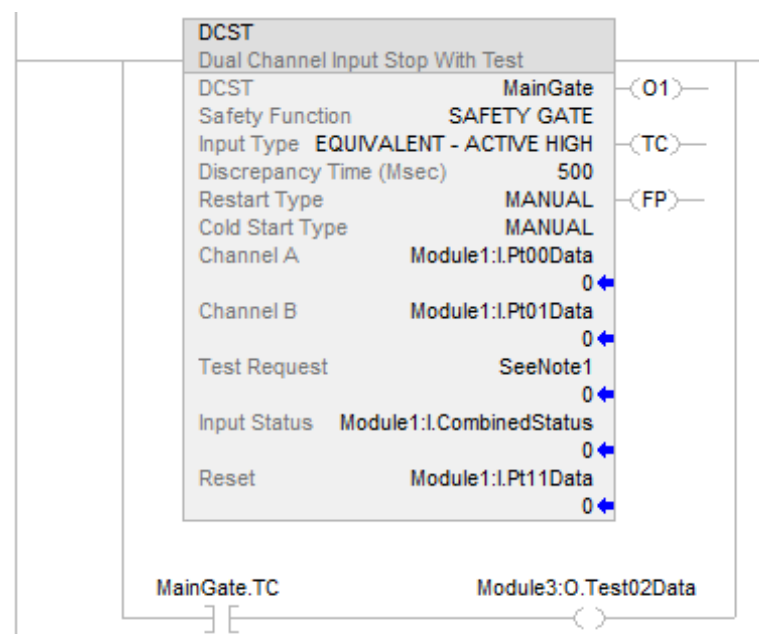 DCST
Dual Channel Input Stop With Test
DCST MainGate (O1)
Safety Function SAFETY GATE
Input Type EQUIVALENT - ACTIVE HIGH (TC)
Discrepancy Time (Msec) 500
Restart Type MANUAL (FP)
Cold Start Type MANUAL
Channel A Module1:I.Pt00Data
0
Channel B Module1:I.Pt01Data
0
Test Request SeeNote1
0
Input Status Module1:I.CombinedStatus
0
Reset Module1:I.Pt11Data
0
MainGate.TC Module3:O.Test02Data